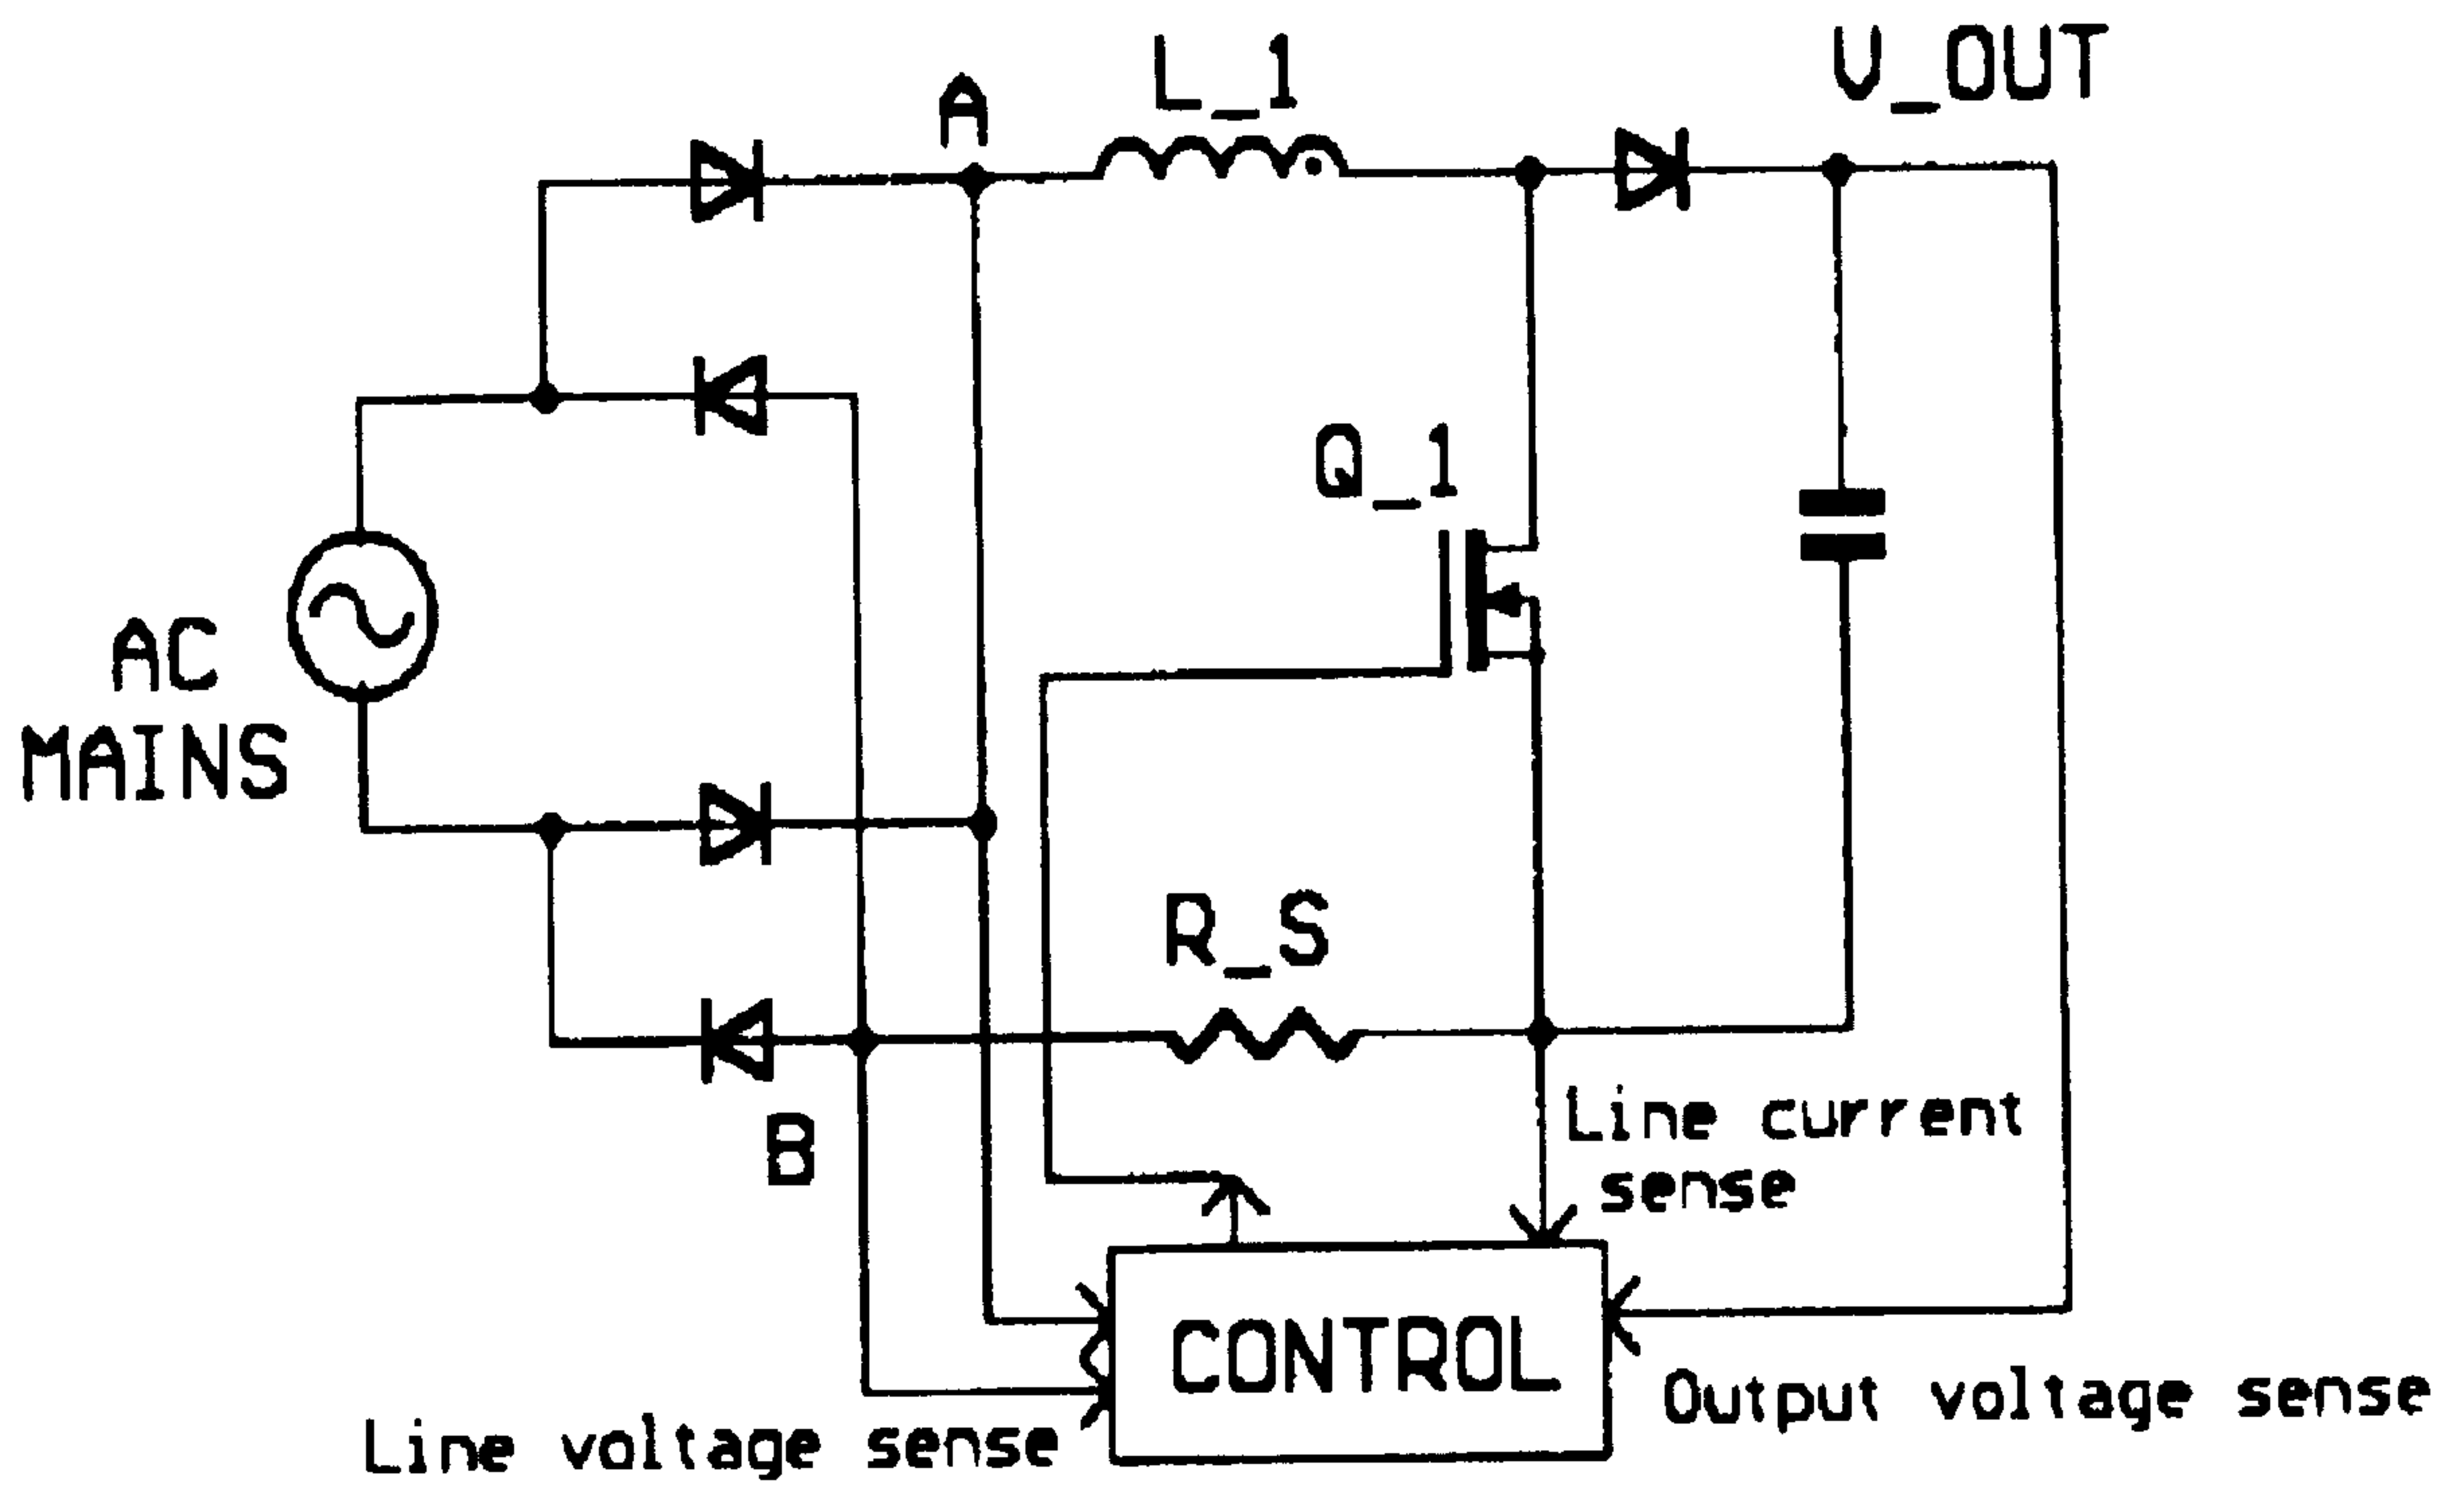 A
L_1
V_OUT
Q_1
AC
MAINS
R_S
B
Line current
sense
CONTROL
Output voltage sense
Line voltage sense